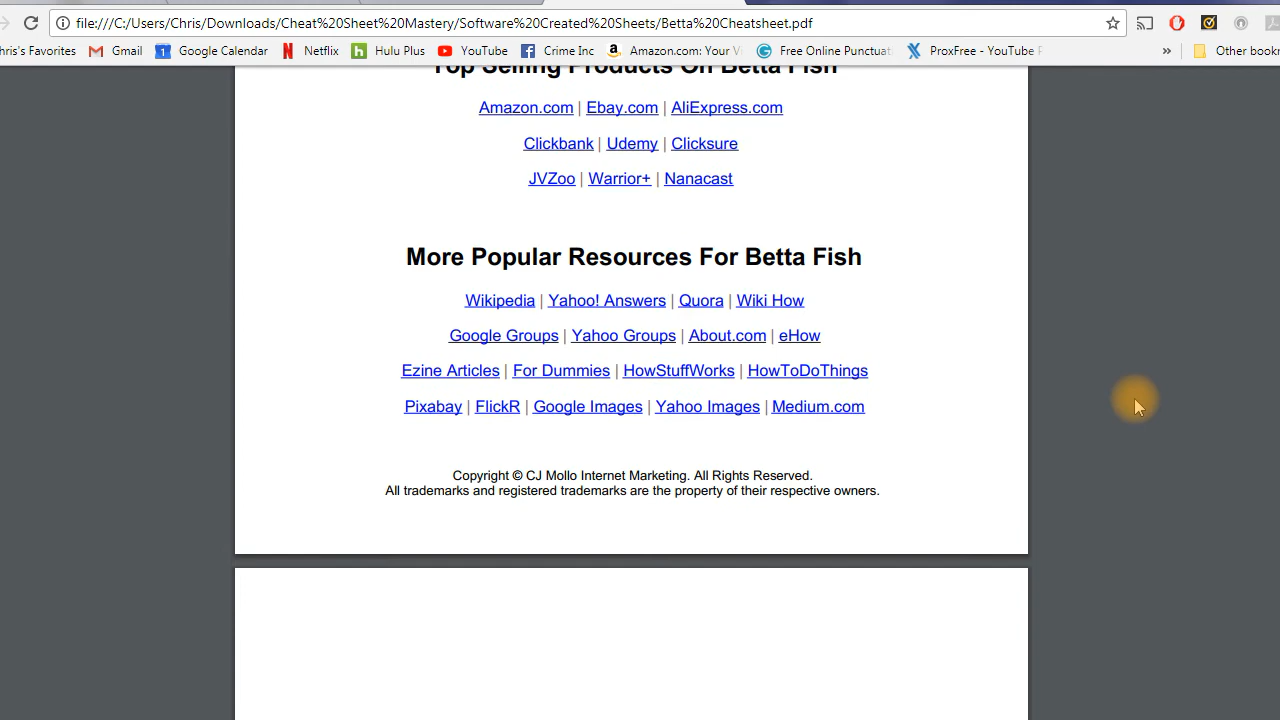 file:///C:/Users/Chris/Downloads/Cheat%20Sheet%20Mastery/Software%20Created%20Sheets/Betta%20Cheatsheet.pdf
hris's Favorites Gmail 1 Google Calendar N Netflix h Hulu Plus YouTube f Crime Inc a Amazon.com: Your V G Free Online Punctuat X ProxFree - YouTube P » Other book
Top Selling Products On Betta Fish
Amazon.com | Ebay.com | AliExpress.com
Clickbank | Udemy | Clicksure
JVZoo | Warrior+ | Nanacast
More Popular Resources For Betta Fish
Wikipedia | Yahoo! Answers | Quora | Wiki How
Google Groups | Yahoo Groups | About.com | eHow
Ezine Articles | For Dummies | HowStuffWorks | HowToDoThings
Pixabay | FlickR | Google Images | Yahoo Images | Medium.com
Copyright © CJ Mollo Internet Marketing. All Rights Reserved.
All trademarks and registered trademarks are the property of their respective owners.